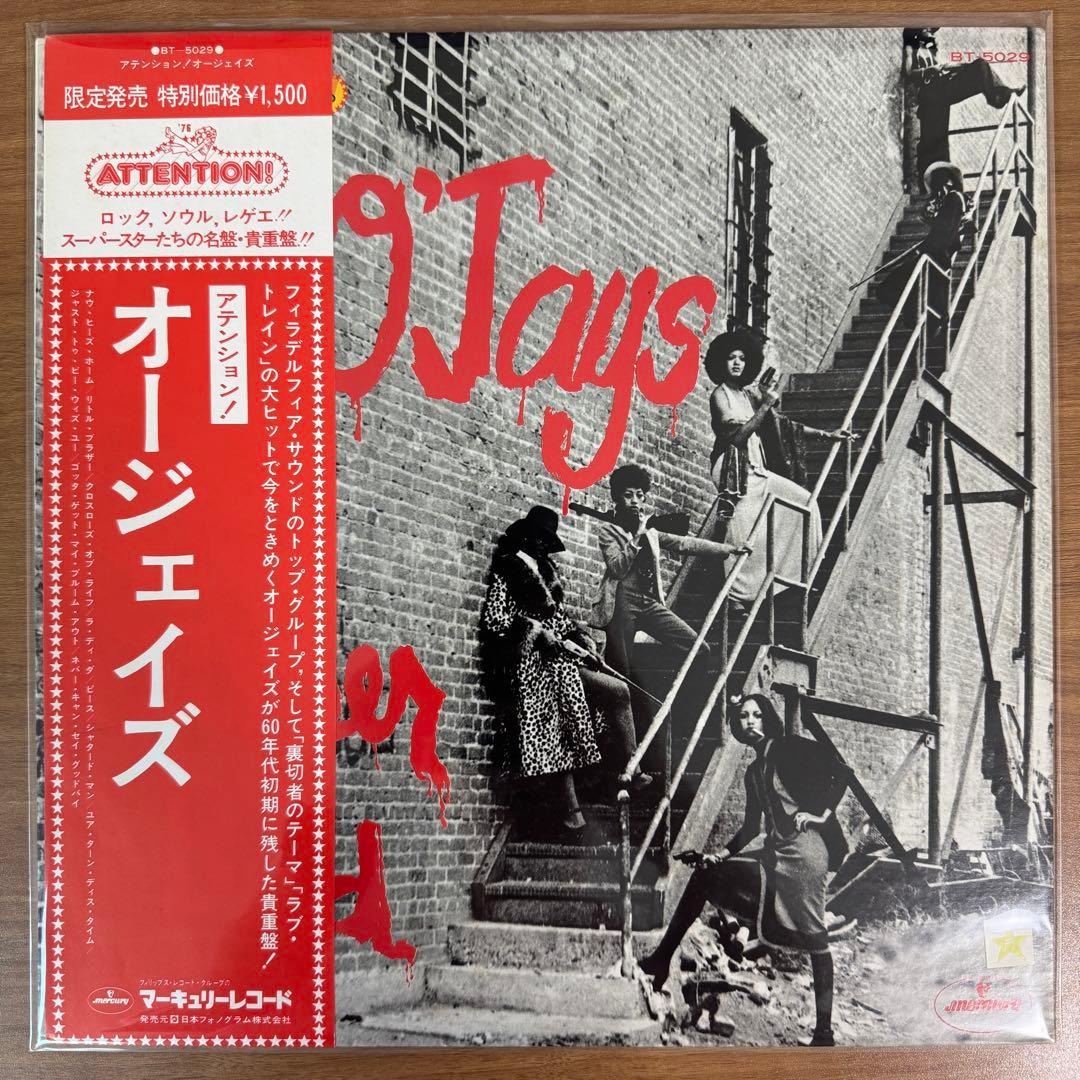 ●BT-5029●
アテンション!オージェイズ
限定発売 特別価格¥1,500
'76
ATTENTION!
ロック,ソウル,レゲエ!!
スーパースターたちの名盤・貴重盤!!
フィラデルフィア・サウンドのトップ・グループ,そして「裏切者のテーマ」「ラブ・
トレイン」の大ヒットで今をときめくオージェイズが60年代初期に残した貴重盤!
アテンション!
オージェイズ
ナウ・ヒーズ・ホーム リトル・ブラザー/クロスローズ・オブ・ライフ/ラ・ディ・ダ/ピース/シャタード・マン/ユア・ターン・ディス・タイム/
ジャスト・トゥ・ビー・ウィズ・ユー/ゴッタ・ゲット・マイ・ブルーム・アウト/ネバー・キャン・セイ・グッドバイ
フィリップス・レコード・グループの
mercury マーキュリーレコード
発売元 日本フォノグラム株式会社
BT-5029
O'Jays
er
d
mercury